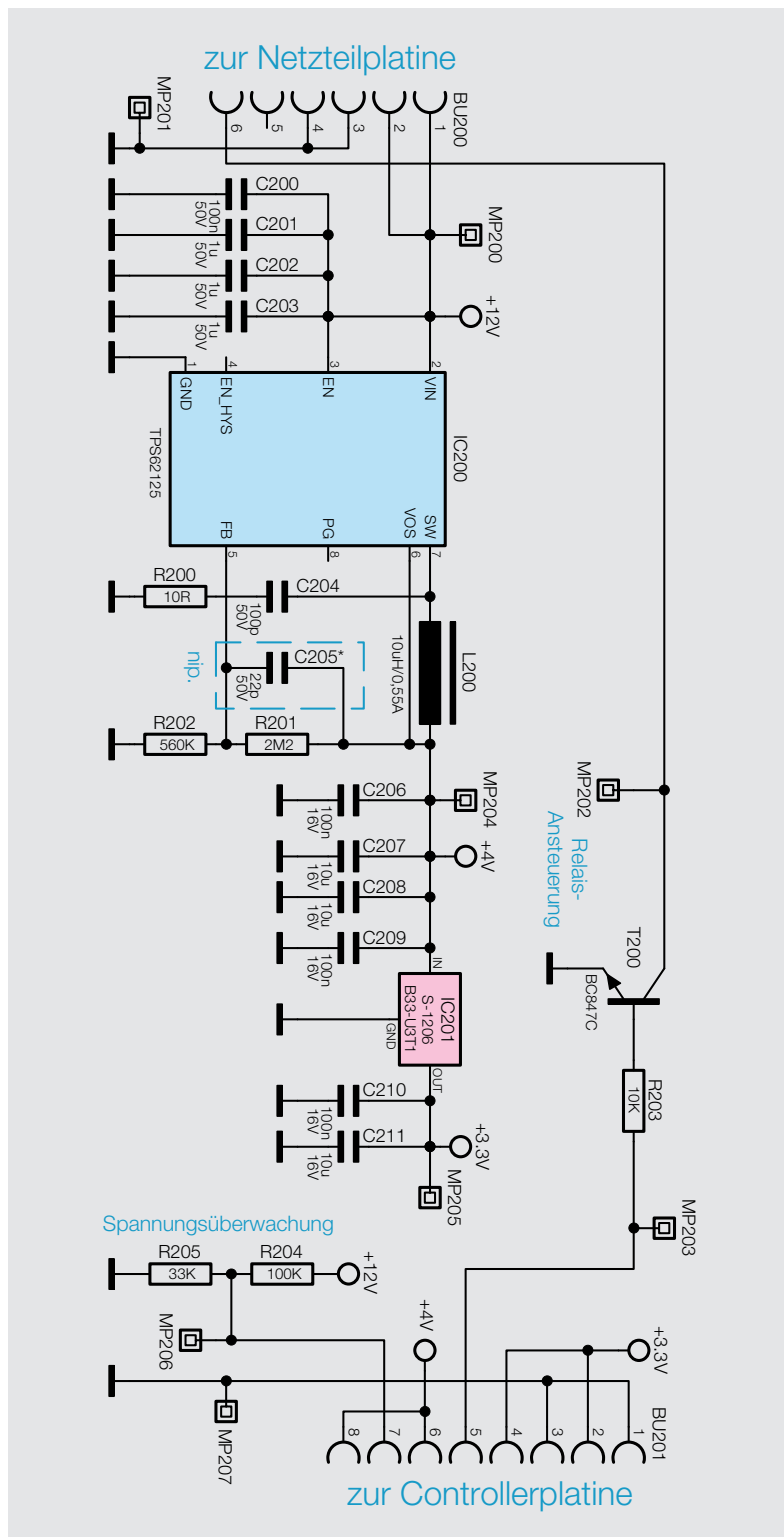 zur Netzteilplatine
BU200
1
2
3
4
5
6
MP201
MP200
C200
100n
50V
C201
1u
50V
C202
1u
50V
C203
1u
50V
+12V
1
4
3
2
GND
EN_HYS
EN
VIN
IC200
TPS62125
FB
PG
VOS
SW
5
8
6
7
R200
10R
C204
100p
50V
C205*
22p
50V
nip.
L200
10uH/0,55A
R202
560K
R201
2M2
MP202
MP204
C206
100n
16V
+4V
C207
10u
16V
C208
10u
16V
C209
100n
16V
Relais-
Ansteuerung
T200
BC847C
IN
IC201
S-1206
B33-U3T1
GND
OUT
R203
10K
C210
100n
16V
C211
10u
16V
+3.3V
MP205
MP203
Spannungsüberwachung
R205
33K
R204
100K
+12V
MP206
+4V
+3.3V
MP207
BU201
8
7
6
5
4
3
2
1
zur Controllerplatine